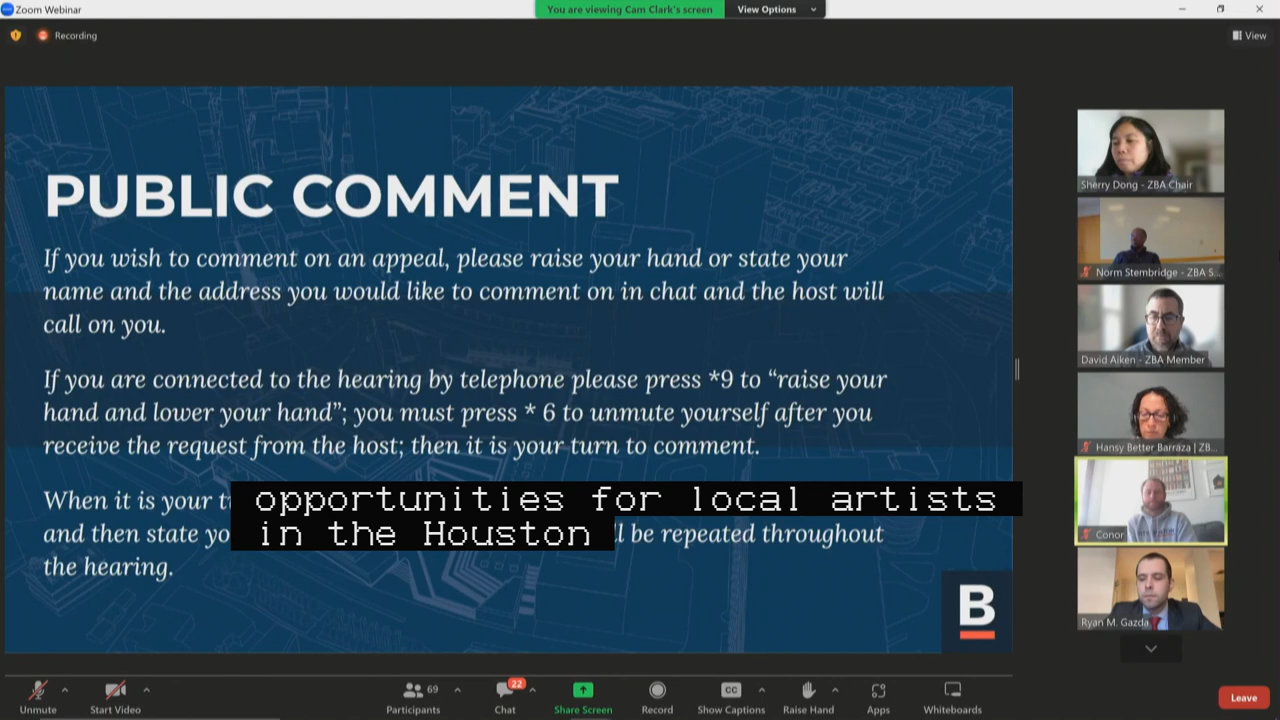 Zoom Webinar
You are viewing Cam Clark's screen
View Options
Recording
View
PUBLIC COMMENT
If you wish to comment on an appeal, please raise your hand or state your
name and the address you would like to comment on in chat and the host will
call on you.
If you are connected to the hearing by telephone please press *9 to “raise your
hand and lower your hand”; you must press * 6 to unmute yourself after you
receive the request from the host; then it is your turn to comment.
When it is your
and then state
be repeated throughout
the hearing.
opportunities for local artists
in the Houston
B
Sherry Dong - ZBA Chair
Norm Stembridge - ZBA S...
David Aiken - ZBA Member
Hansy Better Barraza | ZB...
Conor
Ryan M. Gazda
Unmute
Start Video
Participants
69
Chat
22
Share Screen
Record
CC
Show Captions
Raise Hand
Apps
Whiteboards
Leave